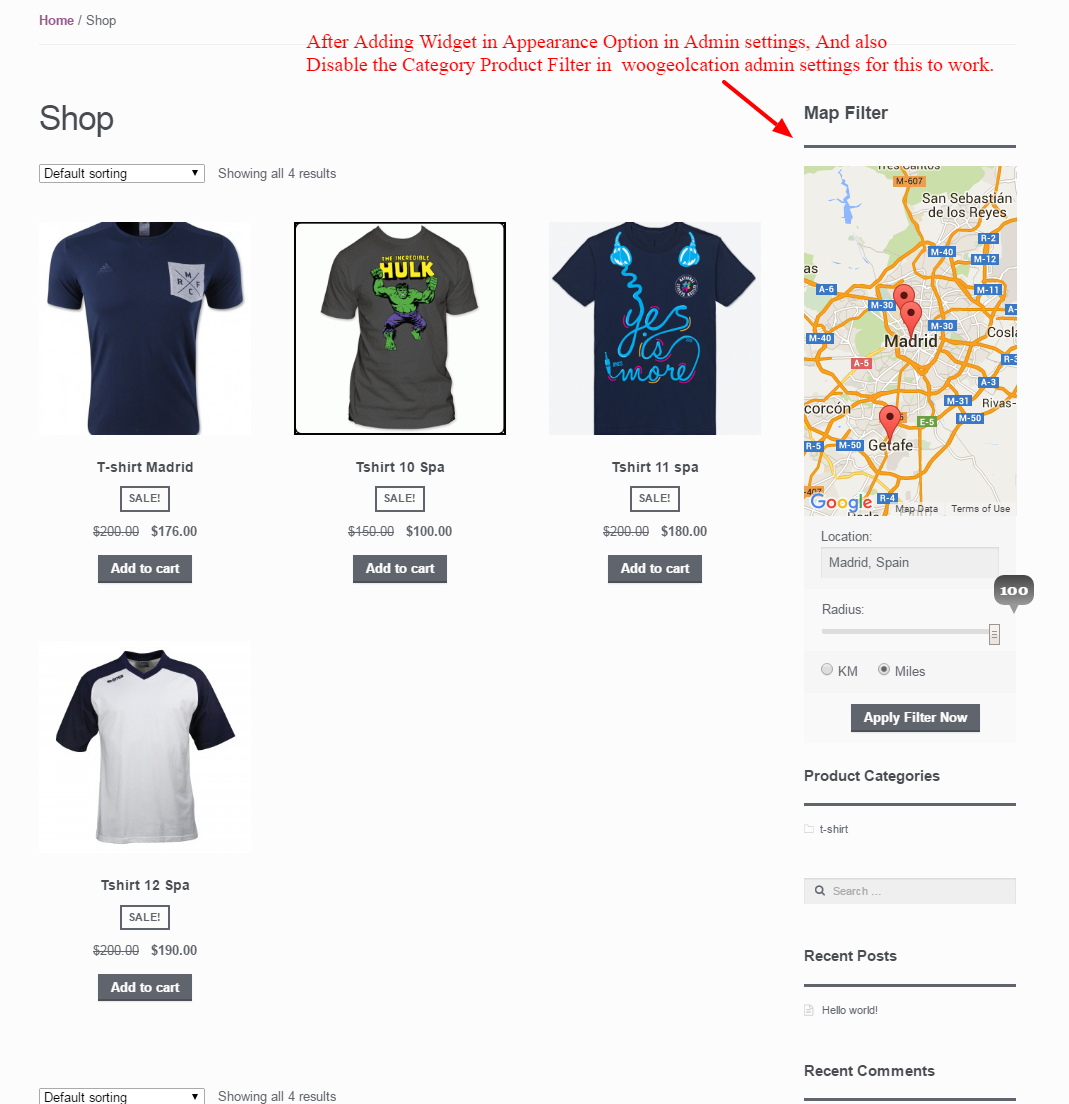 Home / Shop
After Adding Widget in Appearance Option in Admin settings, And also
Disable the Category Product Filter in woogeolcation admin settings for this to work.
Shop
Default sorting
Showing all 4 results
THE INCREDIBLE
HULK
yes
is
more
M
R F
C
T-shirt Madrid
SALE!
$200.00 $176.00
Add to cart
Tshirt 10 Spa
SALE!
$150.00 $100.00
Add to cart
Tshirt 11 spa
SALE!
$200.00 $180.00
Add to cart
Tshirt 12 Spa
SALE!
$200.00 $190.00
Add to cart
Default sorting
Showing all 4 results
Map Filter
Tres Cantos
M-607
San Sebastián
de los Reyes
R-2
M-40
M-12
as
A-6
M-11
M-30
A-
M-30
M-40
Madrid
Cosla
A-5
R-3
A-3
M-31
Rivas-
corcón
M-50
E-5
R-5
M-50
Getafe
-407
R-4
Google
Map Data
Terms of Use
Location:
Madrid, Spain
100
Radius:
KM
Miles
Apply Filter Now
Product Categories
t-shirt
Search …
Recent Posts
Hello world!
Recent Comments